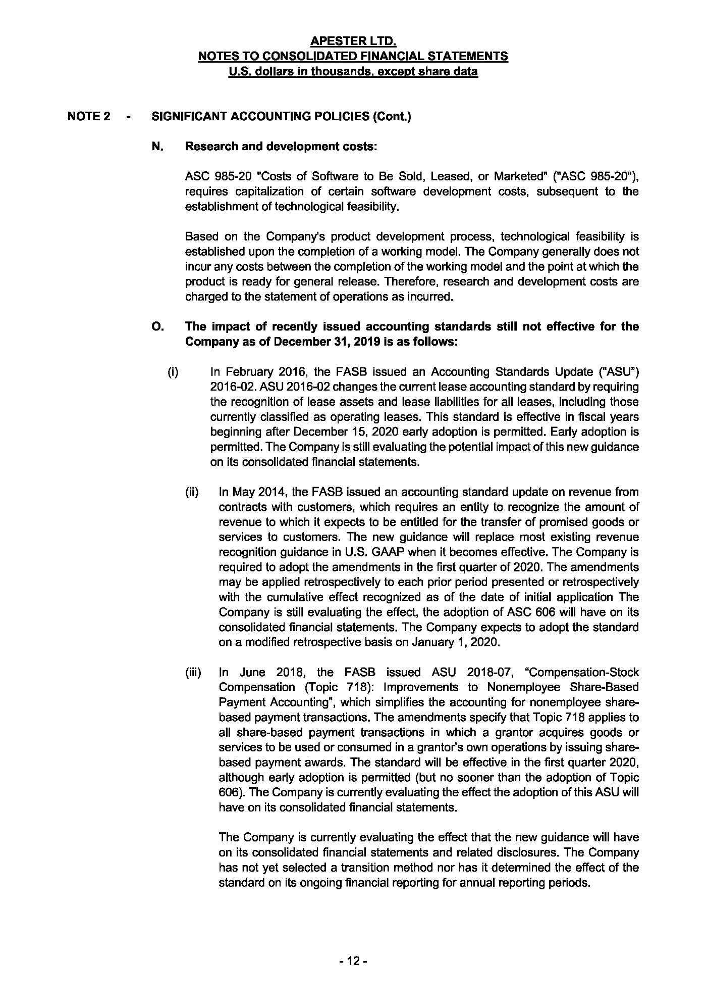 APESTER LTD.
NOTES TO CONSOLIDATED FINANCIAL STATEMENTS
U.S. dollars in thousands, except share data
NOTE 2 - SIGNIFICANT ACCOUNTING POLICIES (Cont.)
N. Research and development costs:
ASC 985-20 "Costs of Software to Be Sold, Leased, or Marketed" ("ASC 985-20"),
requires capitalization of certain software development costs, subsequent to the
establishment of technological feasibility.
Based on the Company's product development process, technological feasibility is
established upon the completion of a working model. The Company generally does not
incur any costs between the completion of the working model and the point at which the
product is ready for general release. Therefore, research and development costs are
charged to the statement of operations as incurred.
O. The impact of recently issued accounting standards still not effective for the
Company as of December 31, 2019 is as follows:
(i) In February 2016, the FASB issued an Accounting Standards Update (“ASU”)
2016-02. ASU 2016-02 changes the current lease accounting standard by requiring
the recognition of lease assets and lease liabilities for all leases, including those
currently classified as operating leases. This standard is effective in fiscal years
beginning after December 15, 2020 early adoption is permitted. Early adoption is
permitted. The Company is still evaluating the potential impact of this new guidance
on its consolidated financial statements.
(ii) In May 2014, the FASB issued an accounting standard update on revenue from
contracts with customers, which requires an entity to recognize the amount of
revenue to which it expects to be entitled for the transfer of promised goods or
services to customers. The new guidance will replace most existing revenue
recognition guidance in U.S. GAAP when it becomes effective. The Company is
required to adopt the amendments in the first quarter of 2020. The amendments
may be applied retrospectively to each prior period presented or retrospectively
with the cumulative effect recognized as of the date of initial application The
Company is still evaluating the effect, the adoption of ASC 606 will have on its
consolidated financial statements. The Company expects to adopt the standard
on a modified retrospective basis on January 1, 2020.
(iii) In June 2018, the FASB issued ASU 2018-07, “Compensation-Stock
Compensation (Topic 718): Improvements to Nonemployee Share-Based
Payment Accounting”, which simplifies the accounting for nonemployee share-
based payment transactions. The amendments specify that Topic 718 applies to
all share-based payment transactions in which a grantor acquires goods or
services to be used or consumed in a grantor’s own operations by issuing share-
based payment awards. The standard will be effective in the first quarter 2020,
although early adoption is permitted (but no sooner than the adoption of Topic
606). The Company is currently evaluating the effect the adoption of this ASU will
have on its consolidated financial statements.
The Company is currently evaluating the effect that the new guidance will have
on its consolidated financial statements and related disclosures. The Company
has not yet selected a transition method nor has it determined the effect of the
standard on its ongoing financial reporting for annual reporting periods.
- 12 -